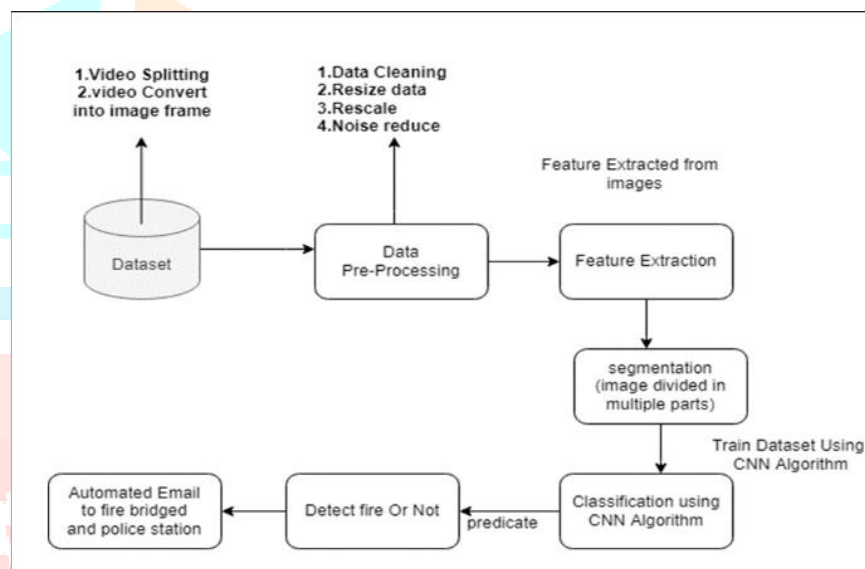 1.Video Splitting
2.video Convert
into image frame
1.Data Cleaning
2.Resize data
3.Rescale
4.Noise reduce
Feature Extracted from
images
Dataset
Data
Pre-Processing
Feature Extraction
segmentation
(image divided in
multiple parts)
Train Dataset Using
CNN Algorithm
Classification using
CNN Algorithm
predicate
Detect fire Or Not
Automated Email
to fire bridged
and police station